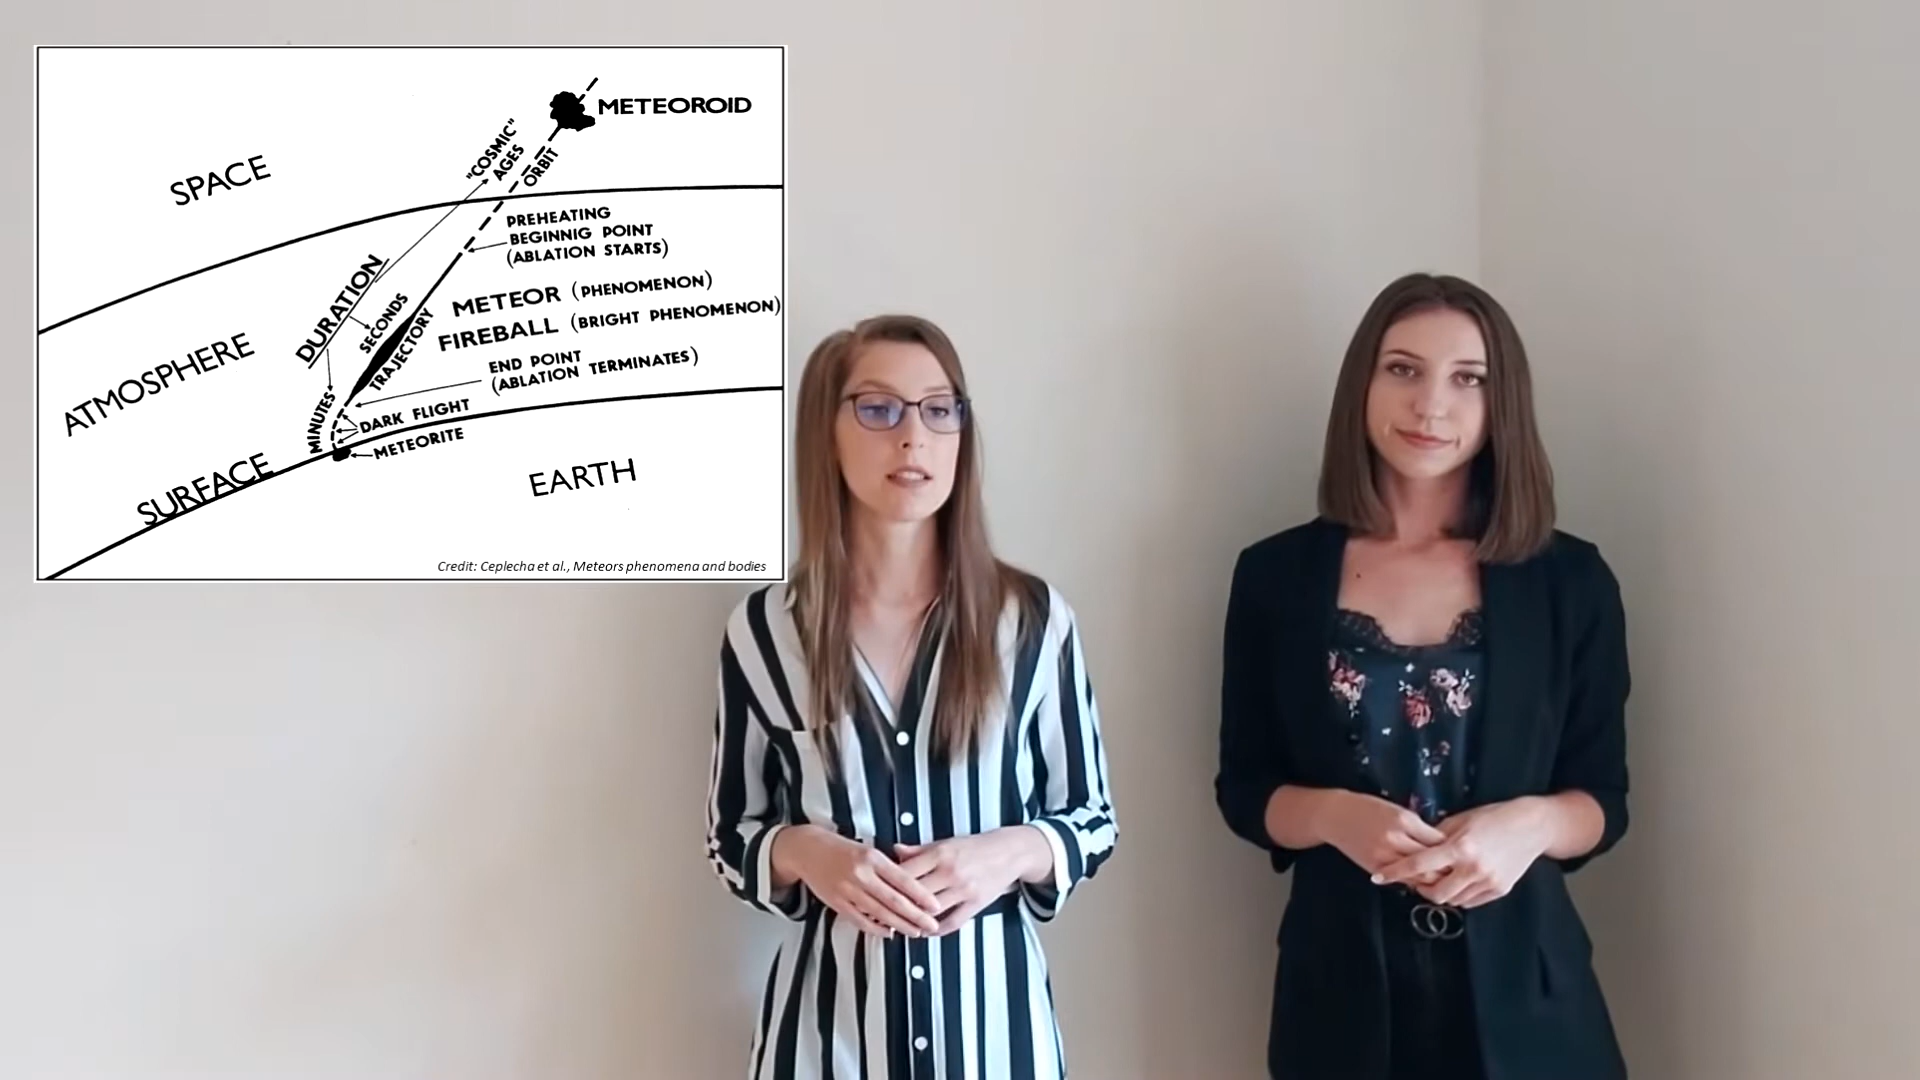 METEOROID
"COSMIC"
AGES
ORBIT
SPACE
PREHEATING
BEGINNIG POINT
(ABLATION STARTS)
DURATION
SECONDS
TRAJECTORY
METEOR (PHENOMENON)
FIREBALL (BRIGHT PHENOMENON)
ATMOSPHERE
END POINT
(ABLATION TERMINATES)
MINUTES
DARK FLIGHT
METEORITE
SURFACE
EARTH
Credit: Ceplecha et al., Meteors phenomena and bodies